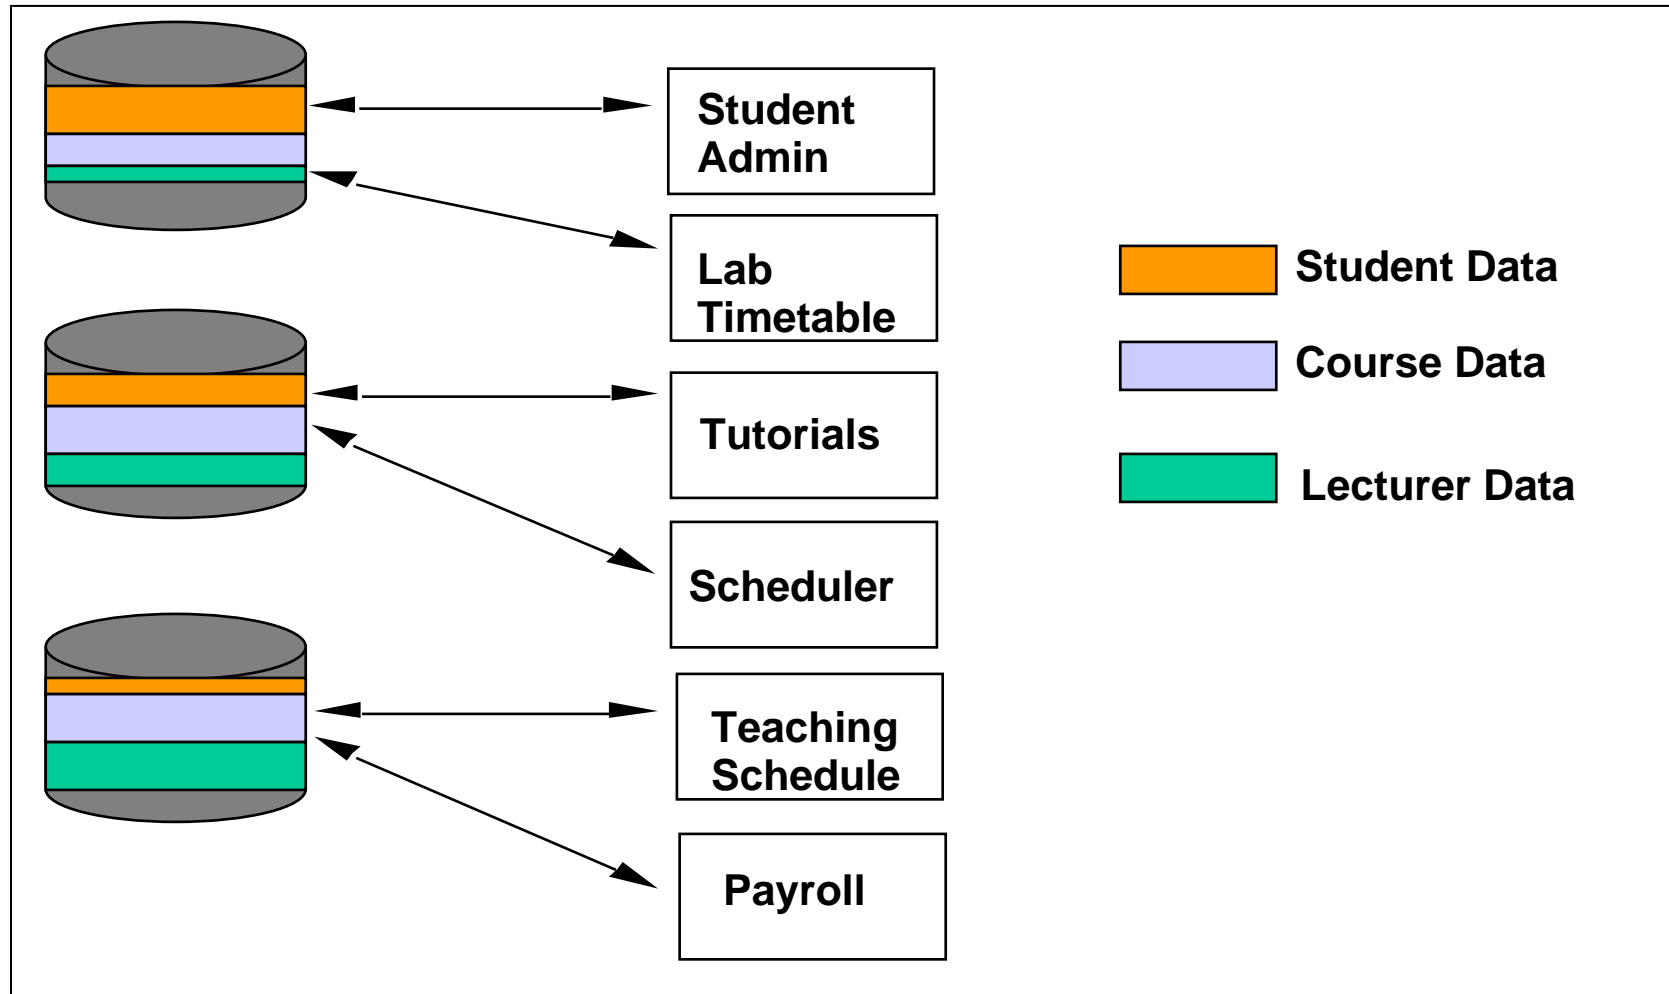 Student
Admin
Lab
Timetable
Tutorials
Scheduler
Teaching
Schedule
Payroll
Student Data
Course Data
Lecturer Data